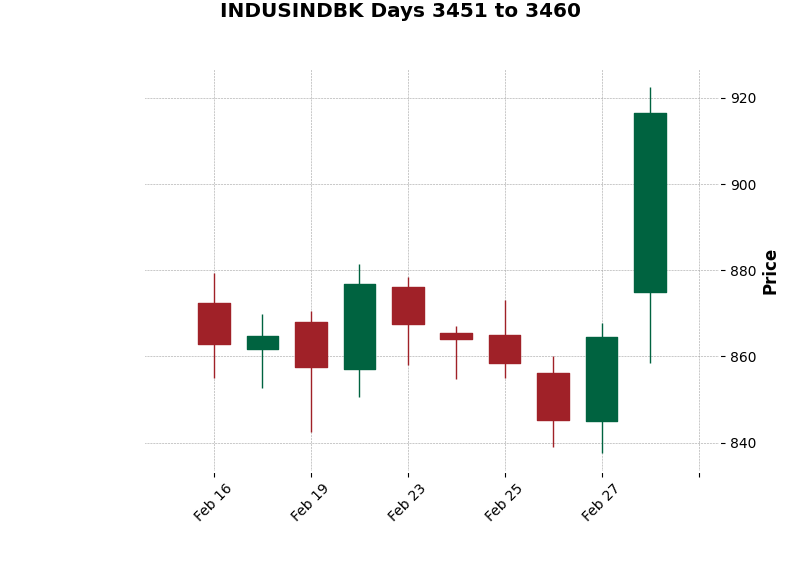 INDUSINDBK Days 3451 to 3460
920
900
880
860
840
Price
Feb 16
Feb 19
Feb 23
Feb 25
Feb 27